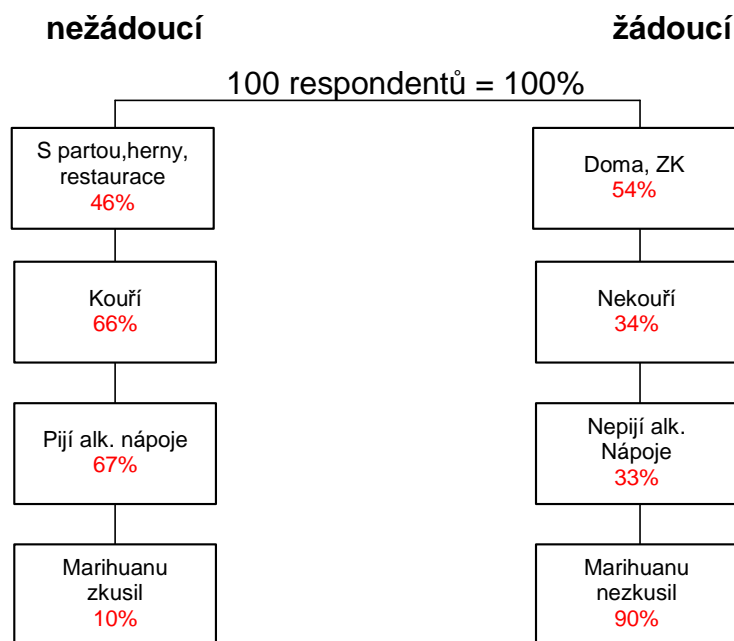 nežádoucí
žádoucí
100 respondentů = 100%
S partou,herny,
restaurace
46%
Doma, ZK
54%
Kouří
66%
Nekouří
34%
Pijí alk. nápoje
67%
Nepijí alk.
Nápoje
33%
Marihuanu
zkusil
10%
Marihuanu
nezkusil
90%